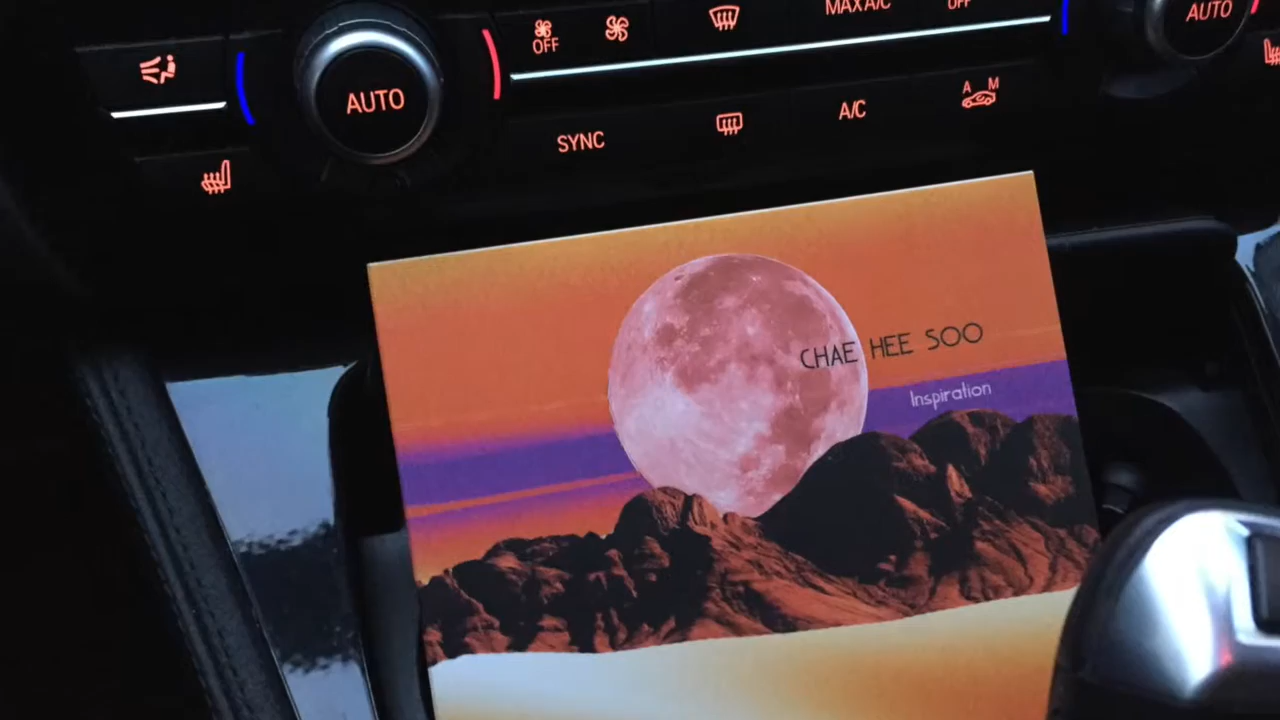 MAX A/C
OFF
AUTO
OFF
AUTO
A M
A/C
SYNC
CHAE HEE SOO
Inspiration